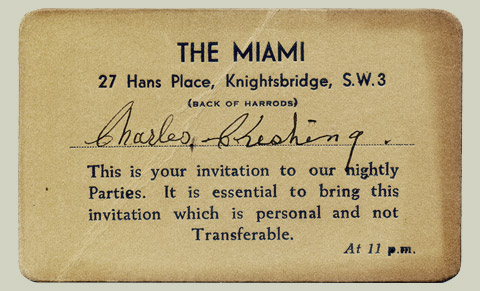 THE MIAMI
27 Hans Place, Knightsbridge, S.W.3
(BACK OF HARRODS)
Charles
This is your invitation to our nightly
Parties. It is essential to bring this
invitation which is personal and not
Transferable.
At 11 p.m.